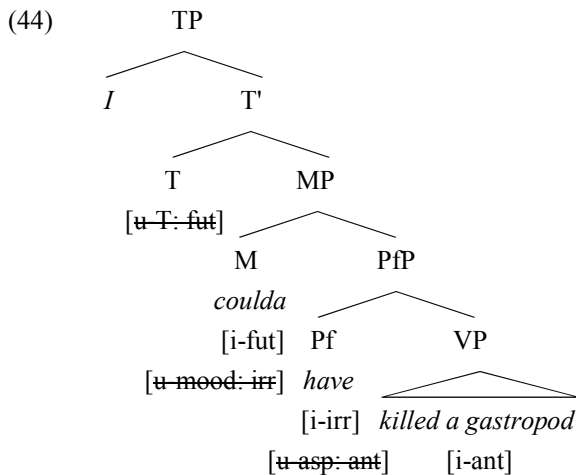 (44) TP
I T'
T MP
[u-T: fut]
M PfP
coulda
[i-fut] Pf VP
[u-mood: irr] have
[i-irr] killed a gastropod
[u-asp: ant] [i-ant]